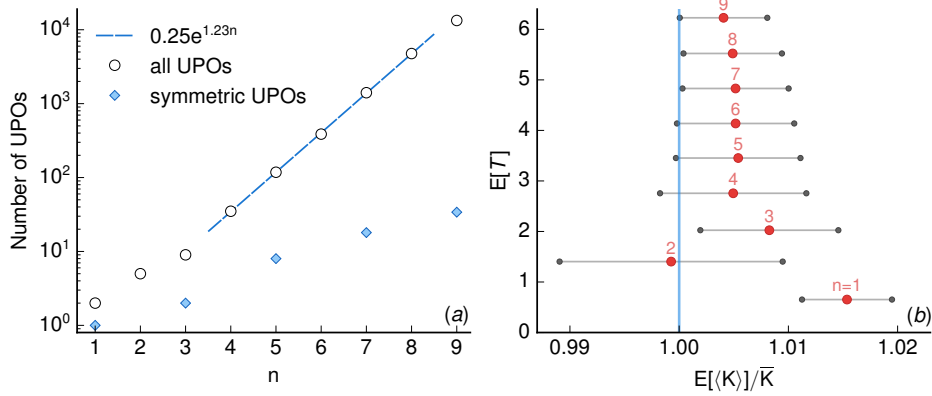 10^4
10^3
10^2
10^1
10^0
Number of UPOs
0.25e^{1.23n}
all UPOs
symmetric UPOs
(a)
1 2 3 4 5 6 7 8 9
n
6
5
4
3
2
1
0
E[T]
9
8
7
6
5
4
3
2
n=1
(b)
0.99 1.00 1.01 1.02
E[⟨K⟩]/K̅